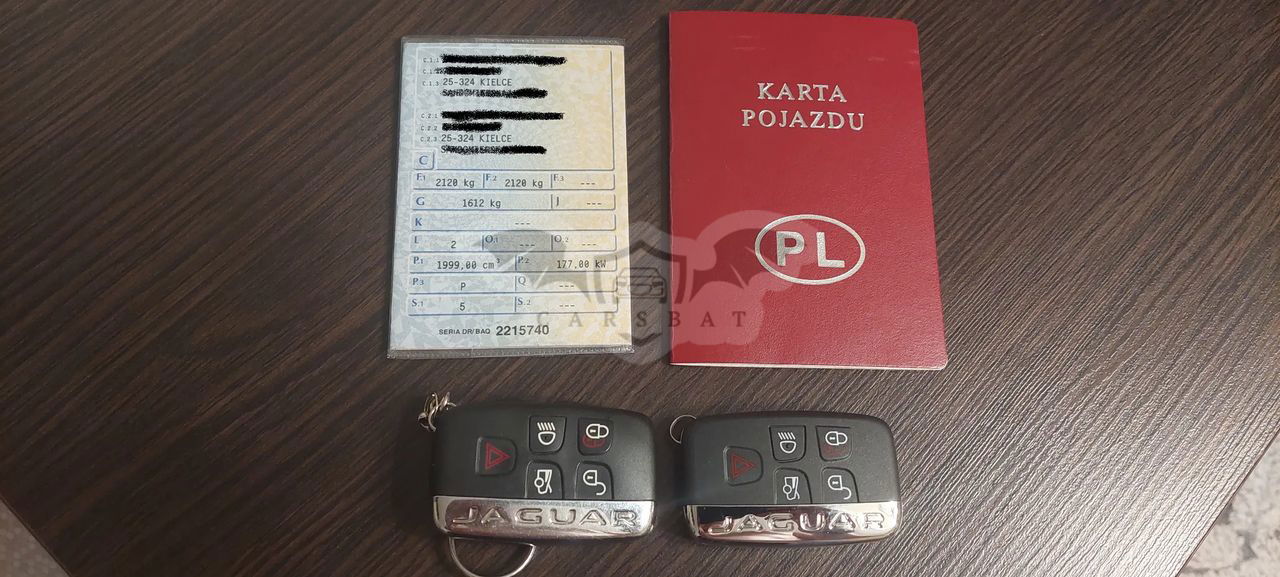 C.1.1
C.1.2
C.1.3 25-324 KIELCE
C.2.1
C.2.2
C.2.3 25-324 KIELCE
C
F.1 2120 kg F.2 2120 kg F.3 ---
G 1612 kg J ---
K ---
L 2 O.1 --- O.2 ---
P.1 1999,00 cm³ P.2 177,00 kW
P.3 P Q ---
S.1 5 S.2 ---
SERIA DR/BAQ 2215740
KARTA
POJAZDU
PL
CARSBAT
JAGUAR
JAGUAR